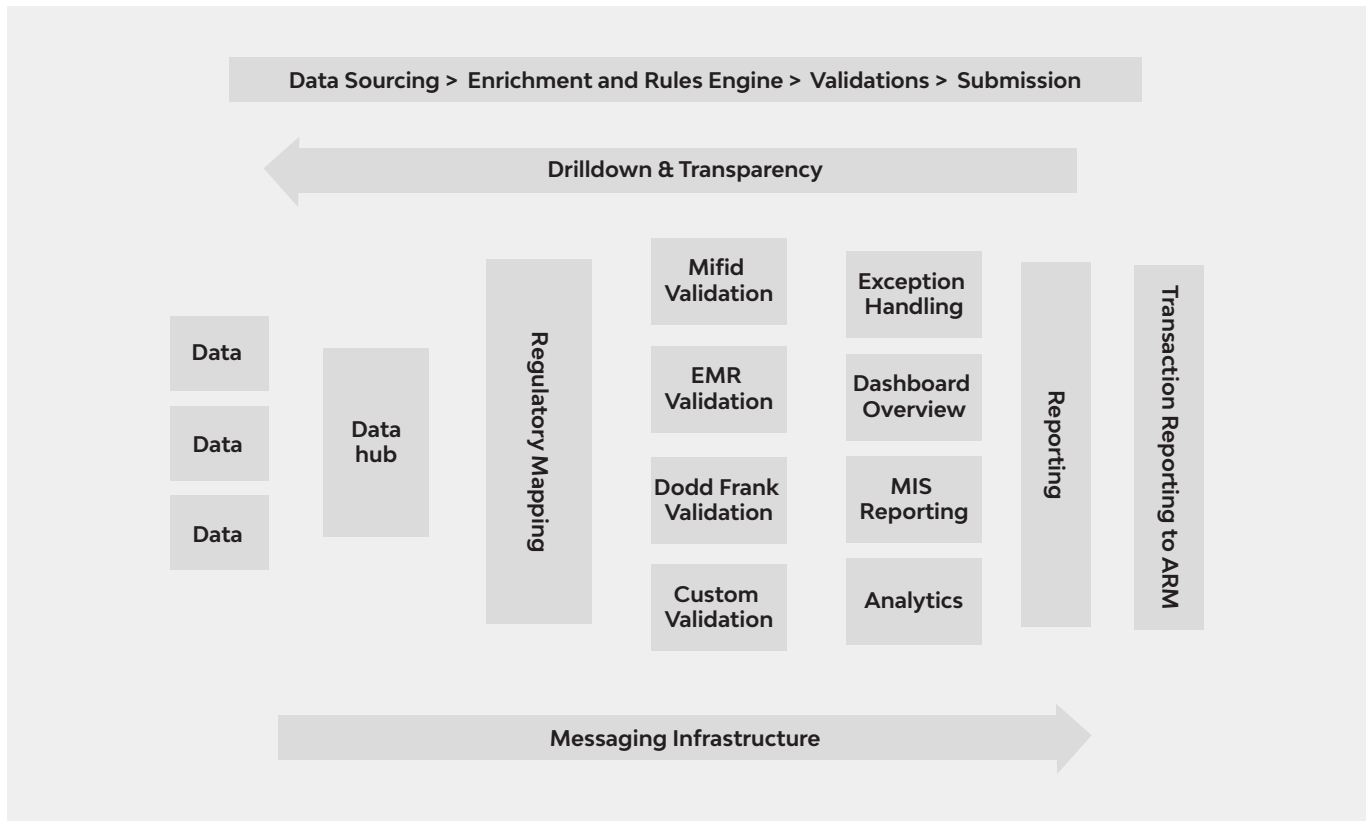 Data Sourcing > Enrichment and Rules Engine > Validations > Submission
Drilldown & Transparency
Data
Data
Data
Data
hub
Regulatory Mapping
Mifid
Validation
EMR
Validation
Dodd Frank
Validation
Custom
Validation
Exception
Handling
Dashboard
Overview
MIS
Reporting
Analytics
Reporting
Transaction Reporting to ARM
Messaging Infrastructure